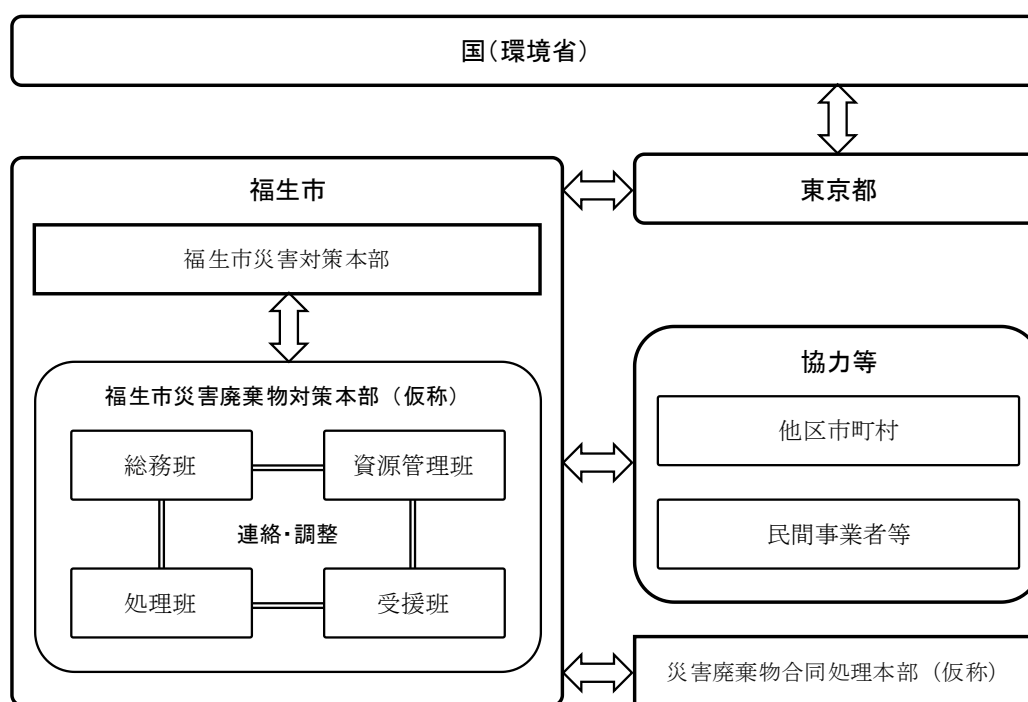 国(環境省)
福生市
東京都
福生市災害対策本部
福生市災害廃棄物対策本部（仮称）
総務班
資源管理班
連絡・調整
処理班
受援班
協力等
他区市町村
民間事業者等
災害廃棄物合同処理本部（仮称）